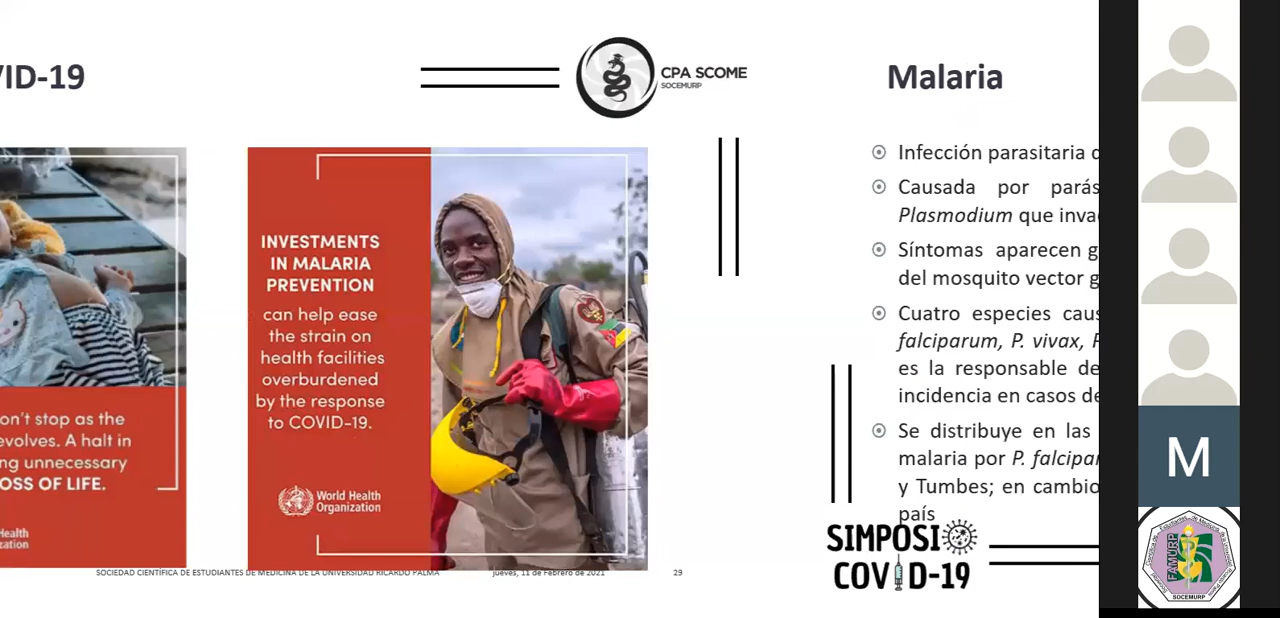 VID-19
CPA SCOME
SOCEMURP
on't stop as the
evolves. A halt in
ng unnecessary
OSS OF LIFE.
Health
zation
INVESTMENTS
IN MALARIA
PREVENTION
can help ease
the strain on
health facilities
overburdened
by the response
to COVID-19.
World Health
Organization
SOCIEDAD CIENTÍFICA DE ESTUDIANTES DE MEDICINA DE LA UNIVERSIDAD RICARDO PALMA
jueves, 11 de Febrero de 2021
29
Malaria
Infección parasitaria
Causada por parás
Plasmodium que inva
Síntomas aparecen g
del mosquito vector g
Cuatro especies caus
falciparum, P. vivax, P
es la responsable de
incidencia en casos de
Se distribuye en las
malaria por P. falcipar
y Tumbes; en cambio
país
SIMPOSI
COVID-19
M
FAMURP
SOCEMURP